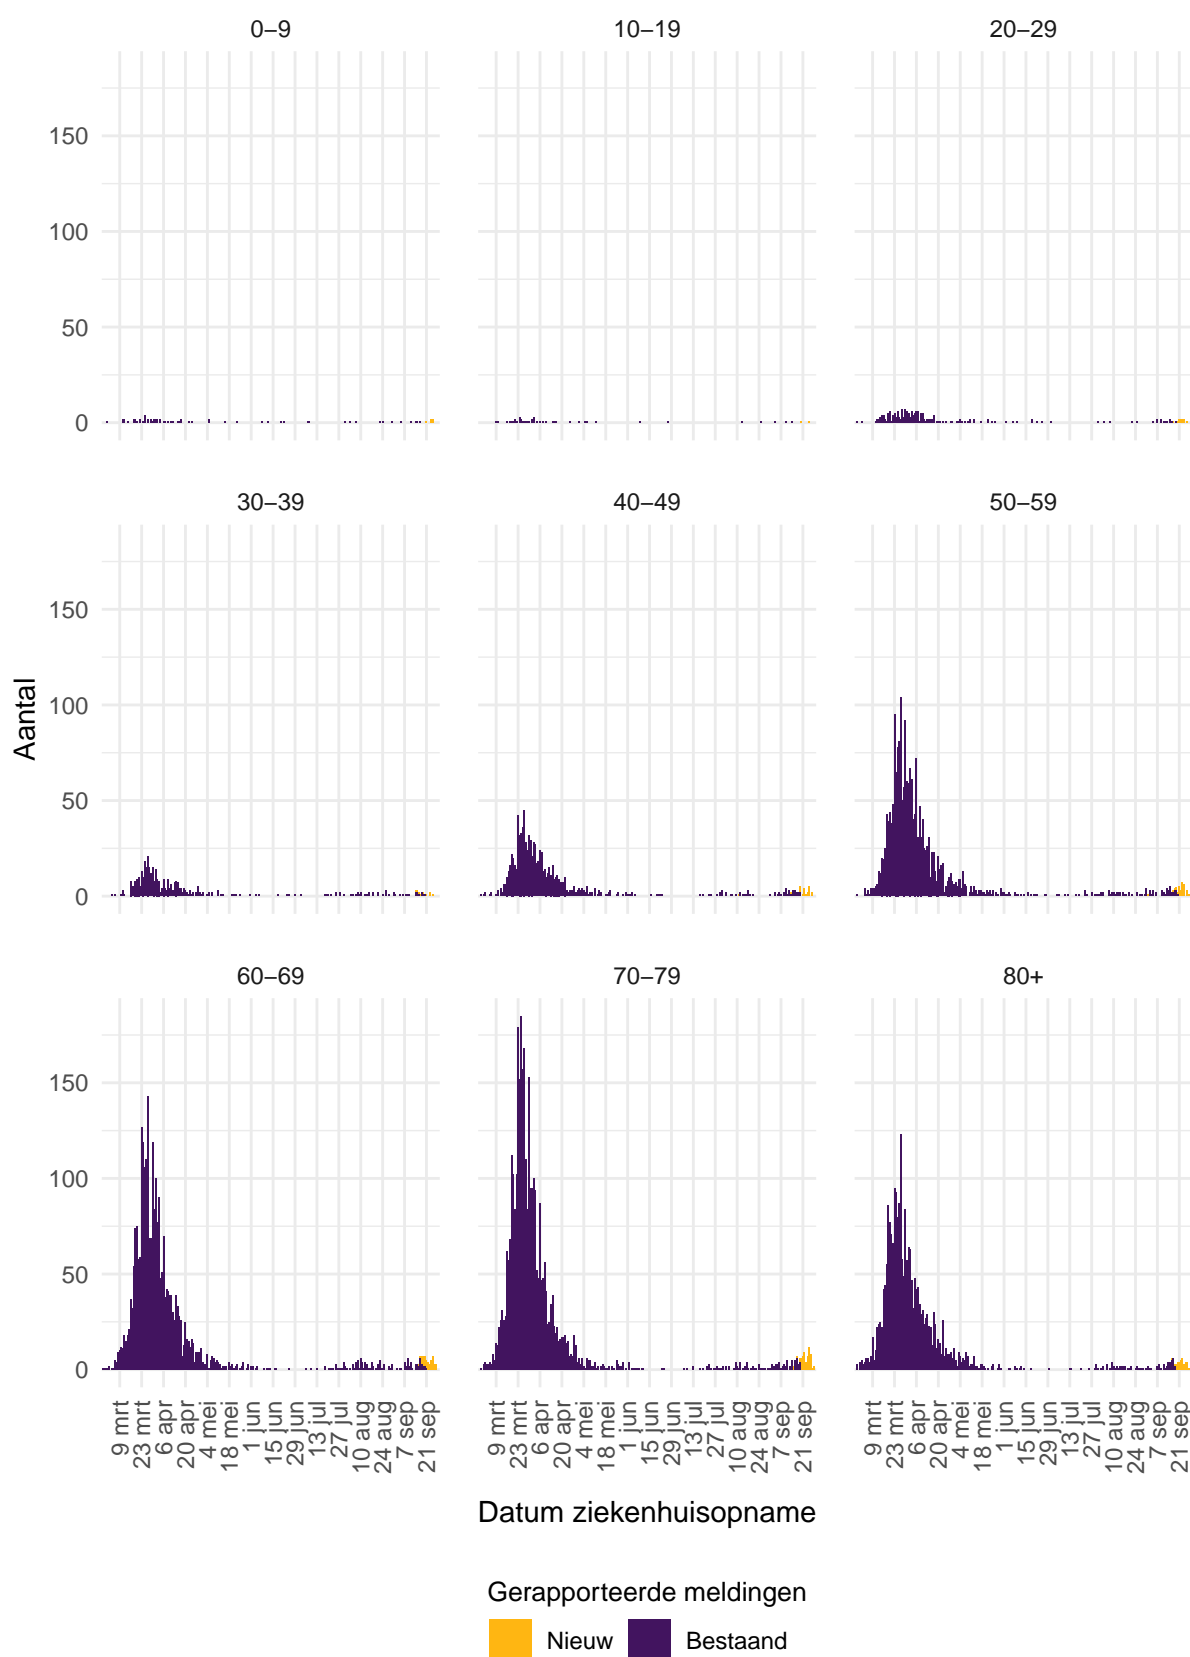 0–9 10–19 20–29
150
100
50
0
30–39 40–49 50–59
150
100
50
0
Aantal
60–69 70–79 80+
150
100
50
0
9 mrt 23 mrt 6 apr 20 apr 4 mei 18 mei 1 jun 15 jun 29 jun 13 jul 27 jul 10 aug 24 aug 7 sep 21 sep
9 mrt 23 mrt 6 apr 20 apr 4 mei 18 mei 1 jun 15 jun 29 jun 13 jul 27 jul 10 aug 24 aug 7 sep 21 sep
9 mrt 23 mrt 6 apr 20 apr 4 mei 18 mei 1 jun 15 jun 29 jun 13 jul 27 jul 10 aug 24 aug 7 sep 21 sep
Datum ziekenhuisopname
Gerapporteerde meldingen
Nieuw Bestaand